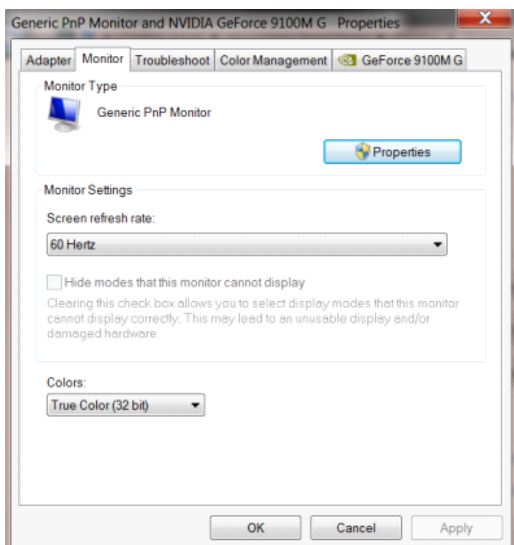 Generic PnP Monitor and NVIDIA GeForce 9100M G Properties
Adapter Monitor Troubleshoot Color Management GeForce 9100M G
Monitor Type
Generic PnP Monitor
Properties
Monitor Settings
Screen refresh rate:
60 Hertz
Hide modes that this monitor cannot display
Clearing this check box allows you to select display modes that this monitor
cannot display correctly. This may lead to an unusable display and/or
damaged hardware.
Colors:
True Color (32 bit)
OK Cancel Apply